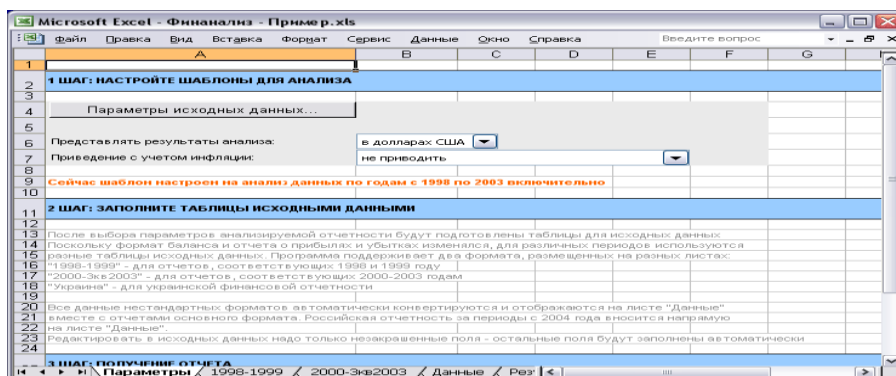 Microsoft Excel - Финанализ - Пример.xls
Файл Правка Вид Вставка Формат Сервис Данные Окно Справка Введите вопрос
A B C D E F G
1
2 1 ШАГ: НАСТРОЙТЕ ШАБЛОНЫ ДЛЯ АНАЛИЗА
3
4 Параметры исходных данных...
5
6 Представлять результаты анализа: в долларах США
7 Приведение с учетом инфляции: не приводить
8
9 Сейчас шаблон настроен на анализ данных по годам с 1998 по 2003 включительно
10
11 2 ШАГ: ЗАПОЛНИТЕ ТАБЛИЦЫ ИСХОДНЫМИ ДАННЫМИ
12
13 После выбора параметров анализируемой отчетности будут подготовлены таблицы для исходных данных
14 Поскольку формат баланса и отчета о прибылях и убытках изменялся, для различных периодов используются
15 разные таблицы исходных данных. Программа поддерживает два формата, размещенных на разных листах:
16 "1998-1999" - для отчетов, соответствующих 1998 и 1999 году
17 "2000-3кв2003" - для отчетов, соответствующих 2000-2003 годам
18 "Украина" - для украинской финансовой отчетности
19
20 Все данные нестандартных форматов автоматически конвертируются и отображаются на листе "Данные"
21 вместе с отчетами основного формата. Российская отчетность за периоды с 2004 года вносится напрямую
22 на листе "Данные".
23 Редактировать в исходных данных надо только незакрашенные поля - остальные поля будут заполнены автоматически
24
3 ШАГ: ПОЛУЧЕНИЕ ОТЧЕТА
Параметры 1998-1999 2000-3кв2003 Данные Рез